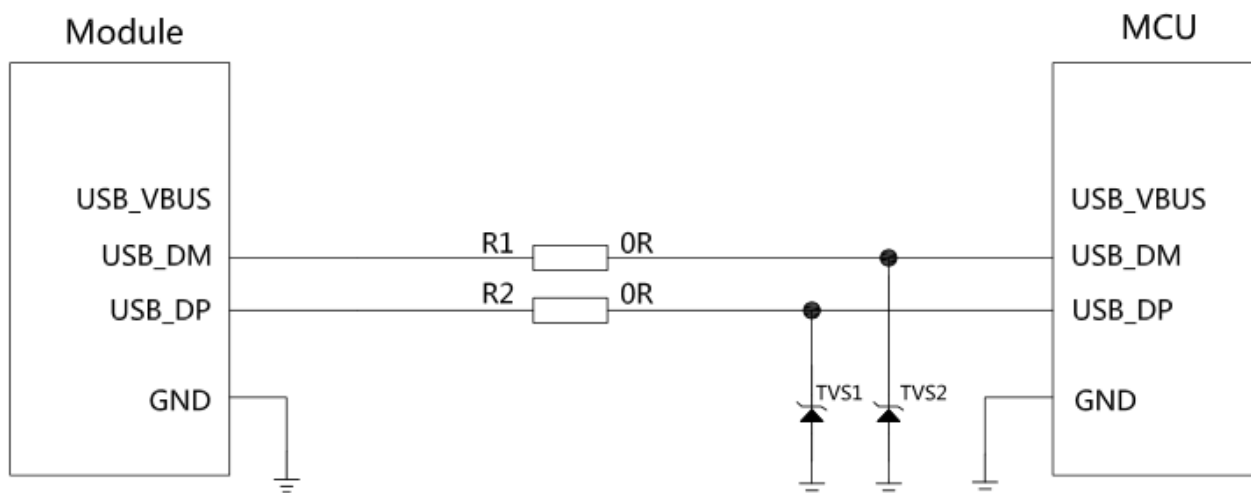 Module
MCU
USB_VBUS
USB_VBUS
USB_DM
R1
0R
USB_DM
USB_DP
R2
0R
USB_DP
TVS1
TVS2
GND
GND